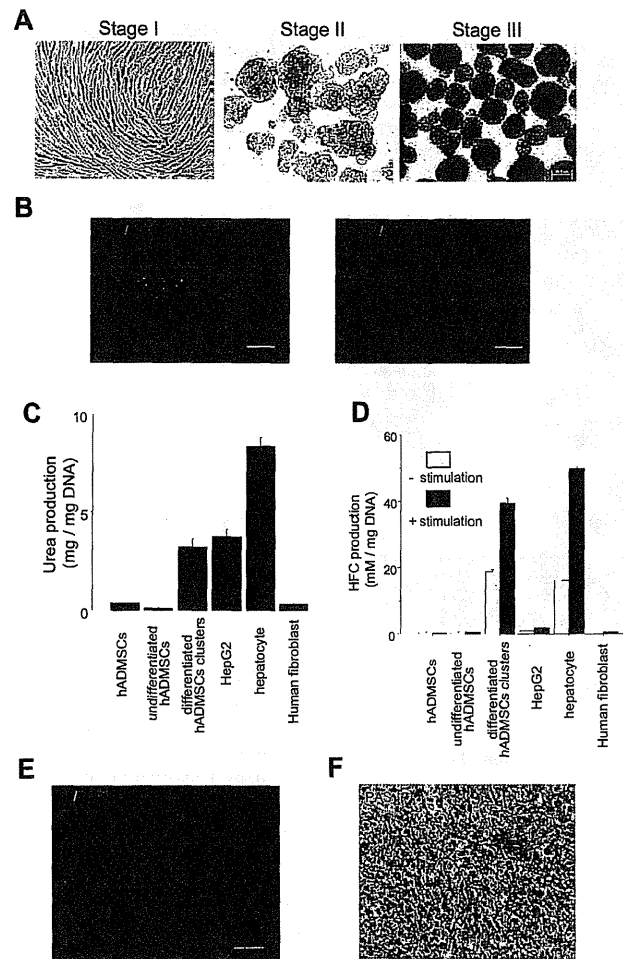 A
Stage I Stage II Stage III
B
C
Urea production
(mg / mg DNA)
10
5
0
hADMSCs
undifferentiated
hADMSCs
differentiated
hADMSCs clusters
HepG2
hepatocyte
Human fibroblast
D
HFC production
(mM / mg DNA)
60
40
20
0
- stimulation
+ stimulation
hADMSCs
undifferentiated
hADMSCs
differentiated
hADMSCs clusters
HepG2
hepatocyte
Human fibroblast
E
F